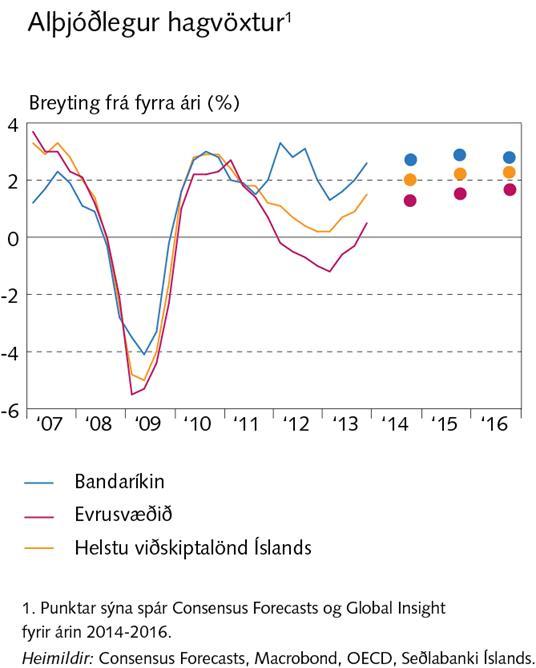 Alþjóðlegur hagvöxtur¹
Breyting frá fyrra ári (%)
4
2
0
-2
-4
-6
‘07 ‘08 ‘09 ‘10 ‘11 ‘12 ‘13 ‘14 ‘15 ‘16
Bandaríkin
Evrusvæðið
Helstu viðskiptalönd Íslands
1. Punktar sýna spár Consensus Forecasts og Global Insight
fyrir árin 2014-2016.
Heimildir: Consensus Forecasts, Macrobond, OECD, Seðlabanki Íslands.